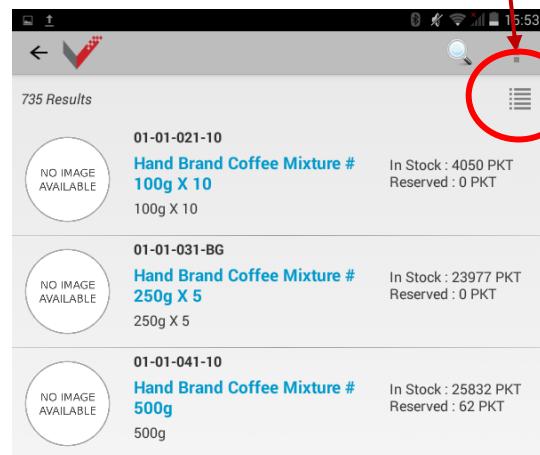 15:53
735 Results
01-01-021-10
NO IMAGE
AVAILABLE
Hand Brand Coffee Mixture #
100g X 10
100g X 10
In Stock : 4050 PKT
Reserved : 0 PKT
01-01-031-BG
NO IMAGE
AVAILABLE
Hand Brand Coffee Mixture #
250g X 5
250g X 5
In Stock : 23977 PKT
Reserved : 0 PKT
01-01-041-10
NO IMAGE
AVAILABLE
Hand Brand Coffee Mixture #
500g
500g
In Stock : 25832 PKT
Reserved : 62 PKT